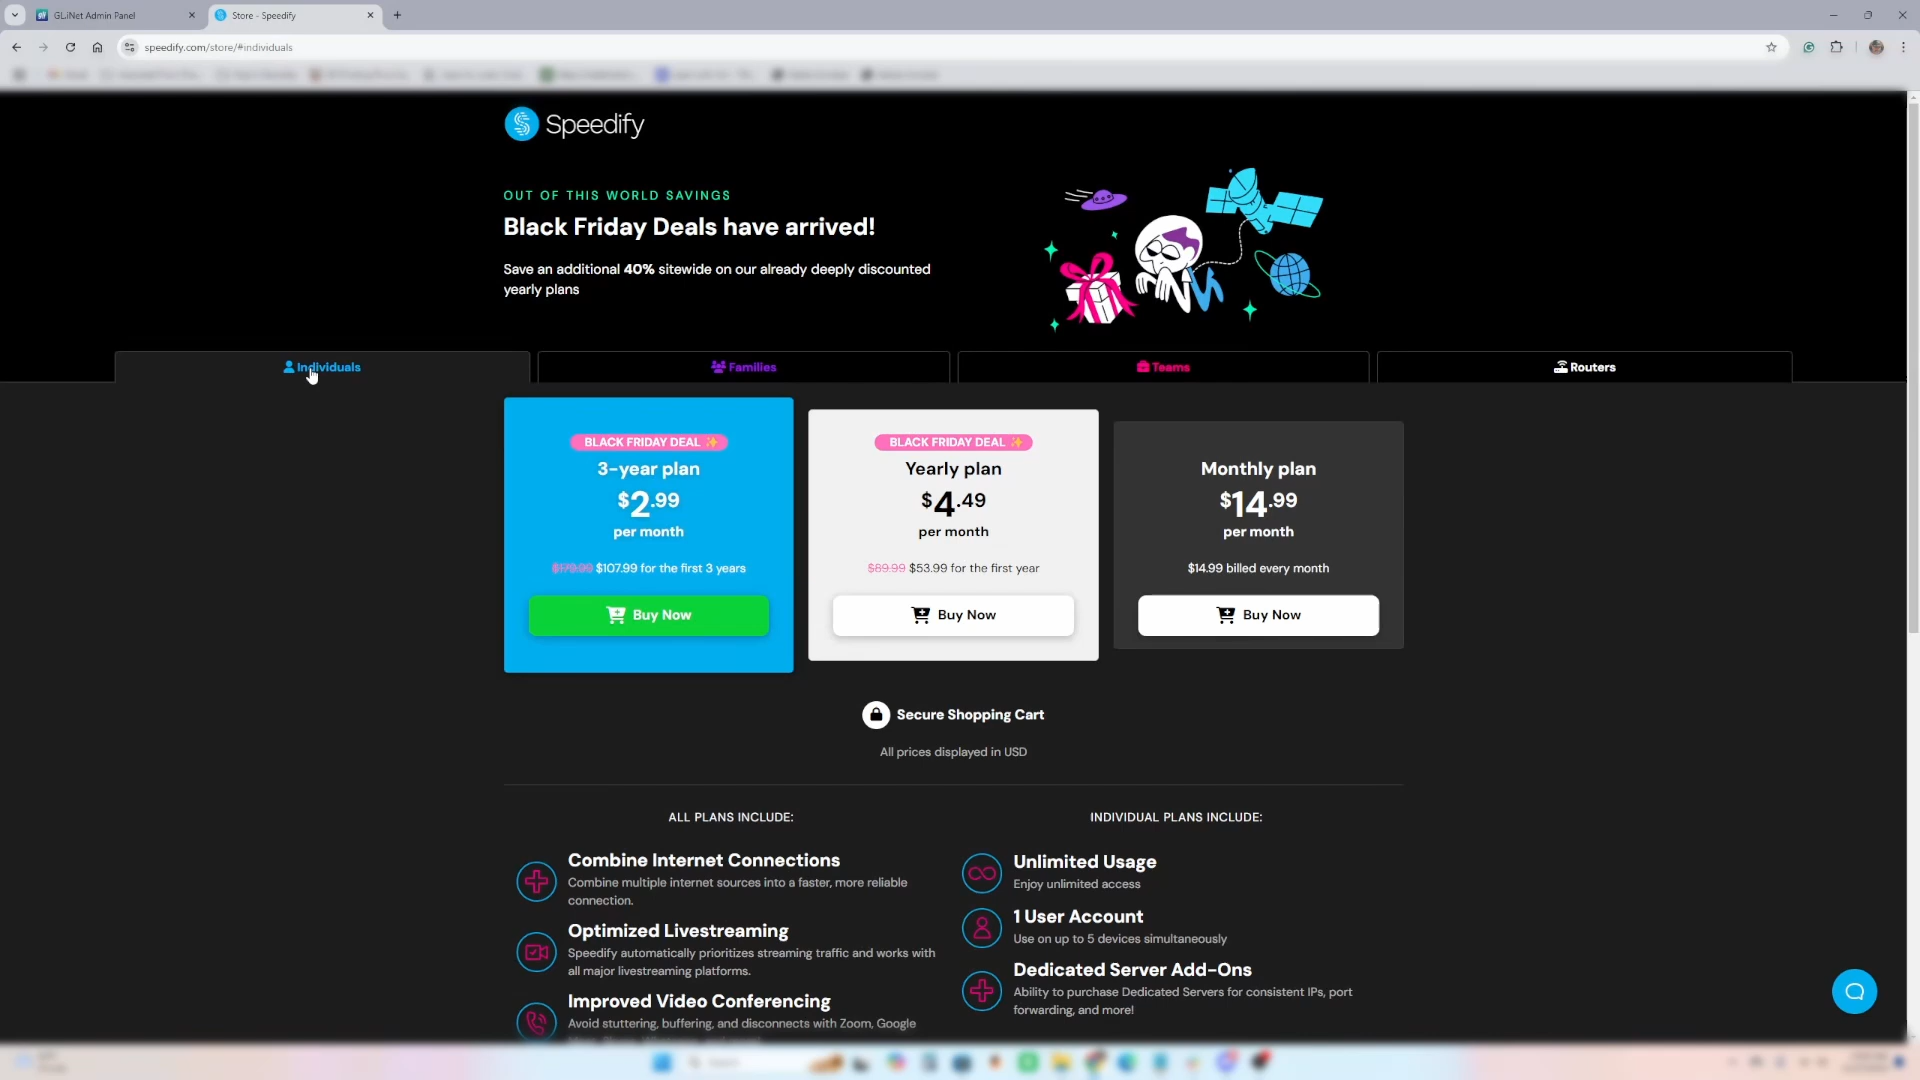 GLiNet Admin Panel
Store - Speedify
speedify.com/store/#individuals
Speedify
OUT OF THIS WORLD SAVINGS
Black Friday Deals have arrived!
Save an additional 40% sitewide on our already deeply discounted
yearly plans
Individuals
Families
Teams
Routers
BLACK FRIDAY DEAL ✨
3-year plan
$2.99
per month
$179.99 $107.99 for the first 3 years
Buy Now
BLACK FRIDAY DEAL ✨
Yearly plan
$4.49
per month
$89.99 $53.99 for the first year
Buy Now
Monthly plan
$14.99
per month
$14.99 billed every month
Buy Now
Secure Shopping Cart
All prices displayed in USD
ALL PLANS INCLUDE:
Combine Internet Connections
Combine multiple internet sources into a faster, more reliable
connection.
Optimized Livestreaming
Speedify automatically prioritizes streaming traffic and works with
all major livestreaming platforms.
Improved Video Conferencing
Avoid stuttering, buffering, and disconnects with Zoom, Google
INDIVIDUAL PLANS INCLUDE:
Unlimited Usage
Enjoy unlimited access
1 User Account
Use on up to 5 devices simultaneously
Dedicated Server Add-Ons
Ability to purchase Dedicated Servers for consistent IPs, port
forwarding, and more!